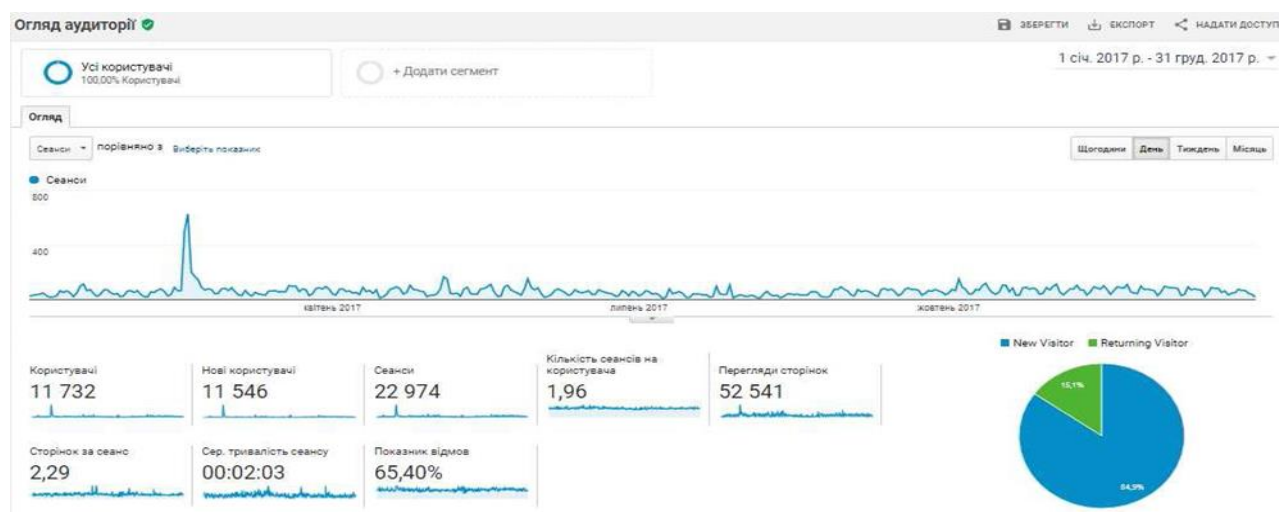 Огляд аудиторії
ЗБЕРЕГТИ ЕКСПОРТ НАДАТИ ДОСТУП
Усі користувачі
100,00% Користувачі
+ Додати сегмент
1 січ. 2017 р. - 31 груд. 2017 р.
Огляд
Сеанси порівняно з Виберіть показник
Щогодини День Тиждень Місяць
Сеанси
800
400
квітень 2017 липень 2017 жовтень 2017
New Visitor Returning Visitor
Користувачі
11 732
Нові користувачі
11 546
Сеанси
22 974
Кількість сеансів на
користувача
1,96
Перегляди сторінок
52 541
15,1%
84,9%
Сторінок за сеанс
2,29
Сер. тривалість сеансу
00:02:03
Показник відмов
65,40%